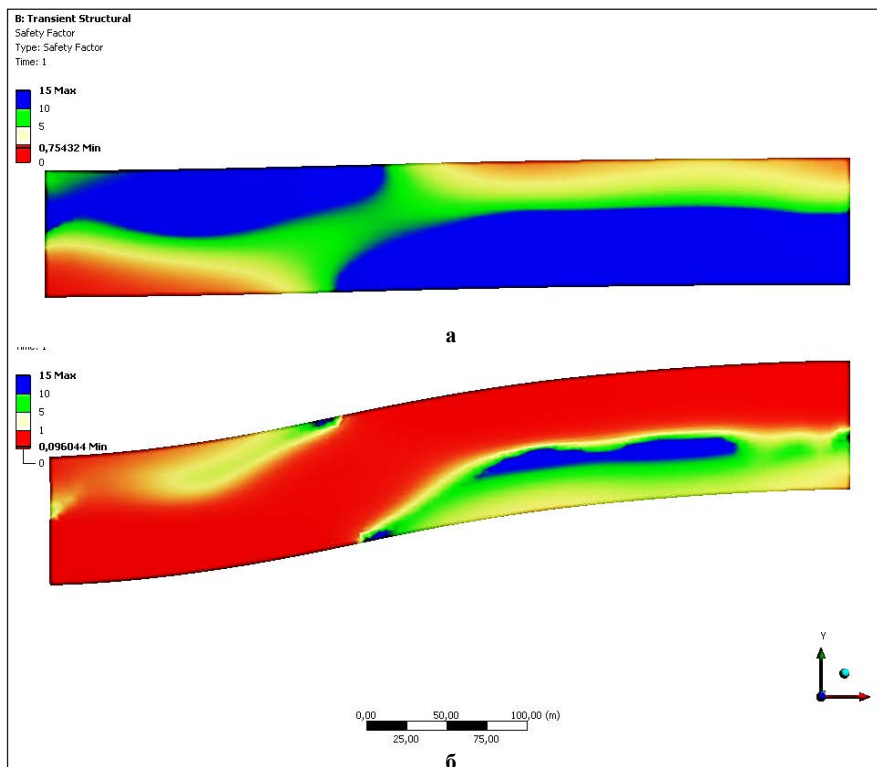 B: Transient Structural
Safety Factor
Type: Safety Factor
Time: 1
15 Max
10
5
0,75432 Min
0
а
15 Max
10
5
1
0,096044 Min
0
Y
0,00 50,00 100,00 (m)
25,00 75,00
б